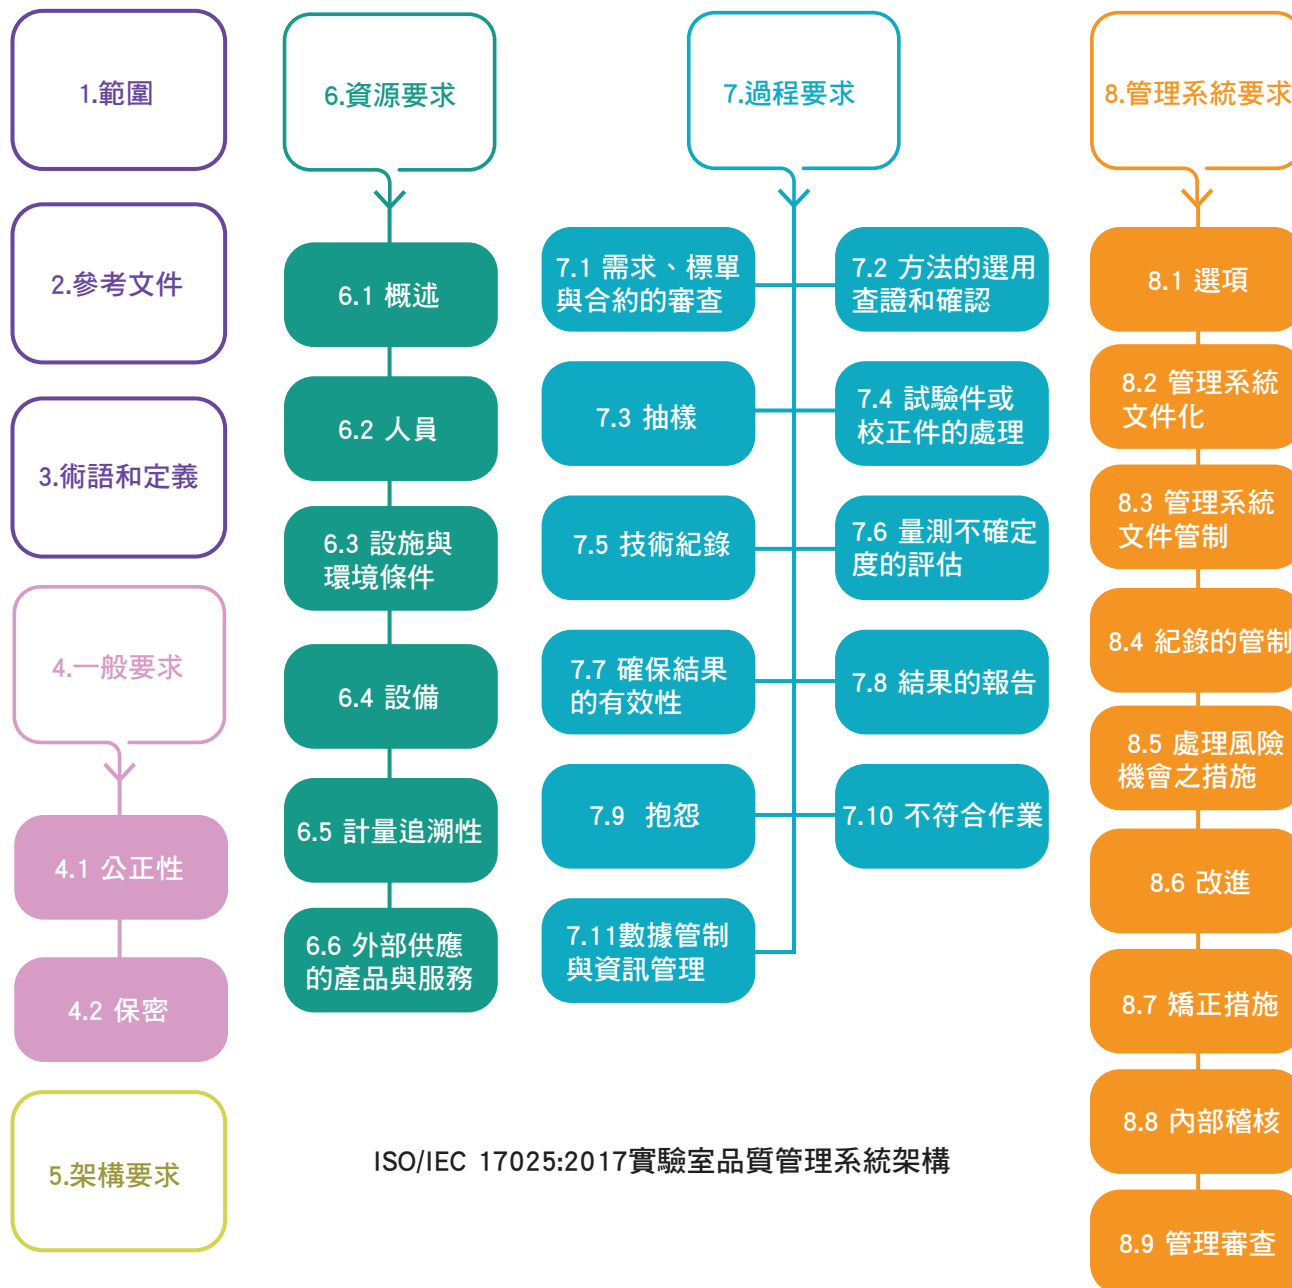 1.範圍
2.參考文件
3.術語和定義
4.一般要求
4.1 公正性
4.2 保密
5.架構要求
6.資源要求
6.1 概述
6.2 人員
6.3 設施與
環境條件
6.4 設備
6.5 計量追溯性
6.6 外部供應
的產品與服務
7.過程要求
7.1 需求、標單
與合約的審查
7.2 方法的選用
查證和確認
7.3 抽樣
7.4 試驗件或
校正件的處理
7.5 技術紀錄
7.6 量測不確定
度的評估
7.7 確保結果
的有效性
7.8 結果的報告
7.9 抱怨
7.10 不符合作業
7.11數據管制
與資訊管理
8.管理系統要求
8.1 選項
8.2 管理系統
文件化
8.3 管理系統
文件管制
8.4 紀錄的管制
8.5 處理風險
機會之措施
8.6 改進
8.7 矯正措施
8.8 內部稽核
8.9 管理審查
ISO/IEC 17025:2017實驗室品質管理系統架構